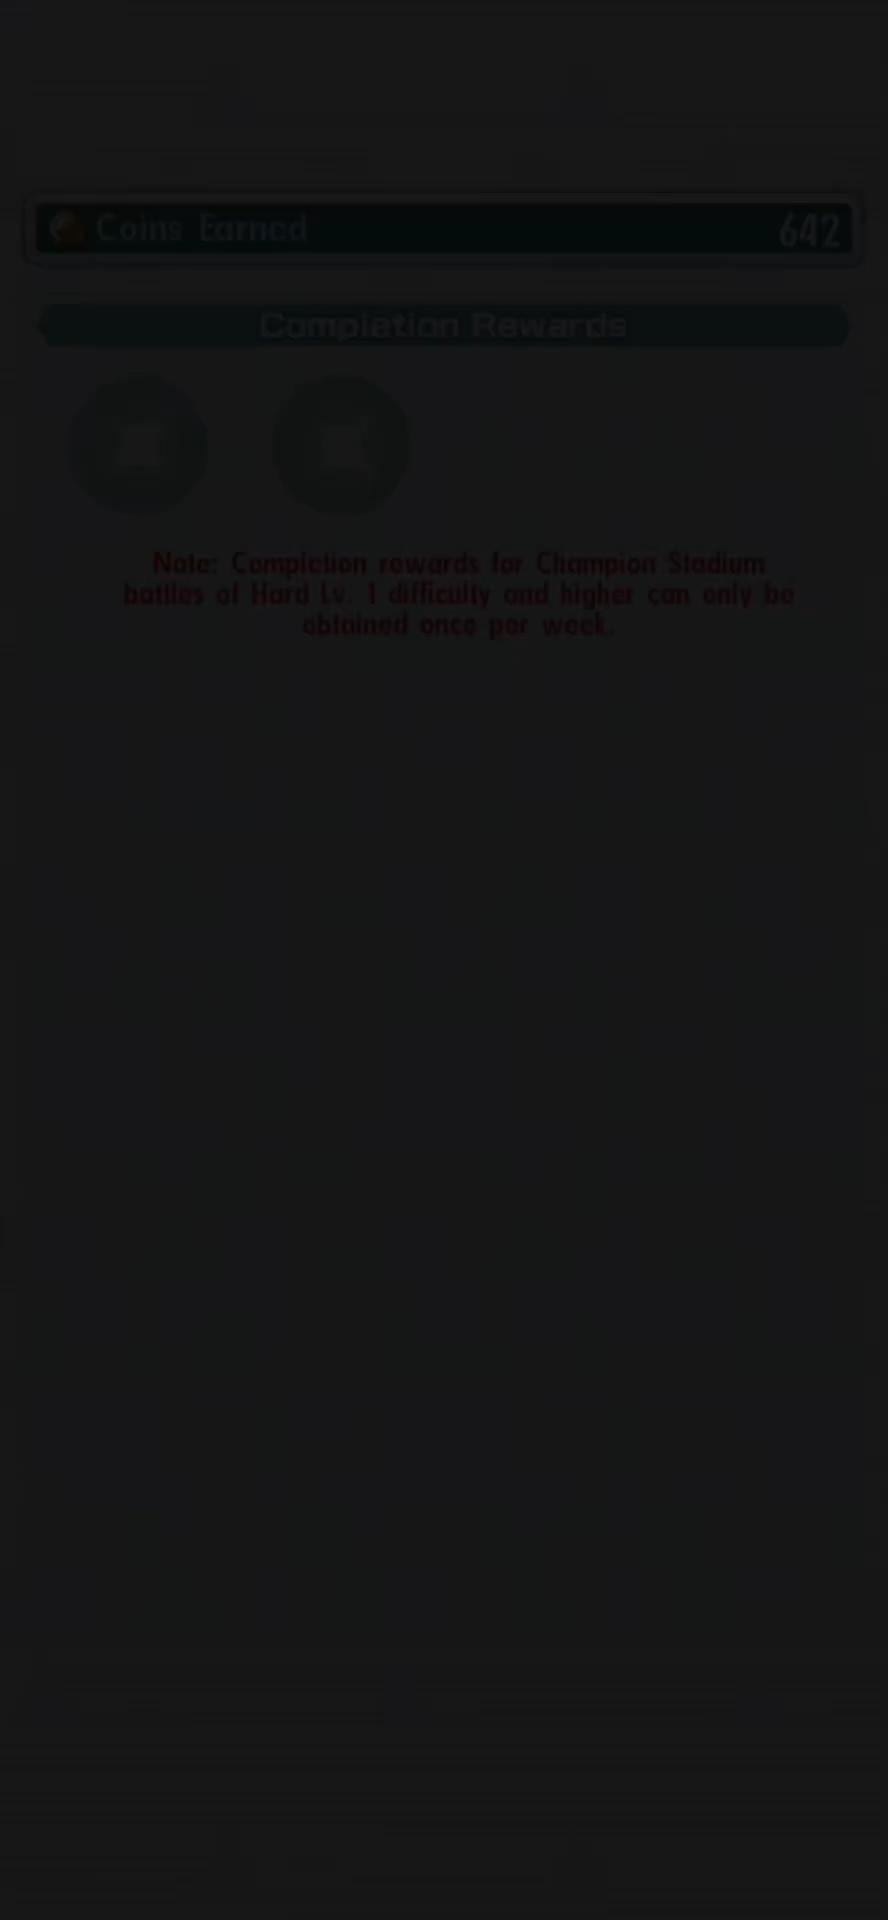 Coins Earned
642
Completion Rewards
Note: Completion rewards for Champion Stadium
battles of Hard Lv. 1 difficulty and higher can only be
obtained once per week.